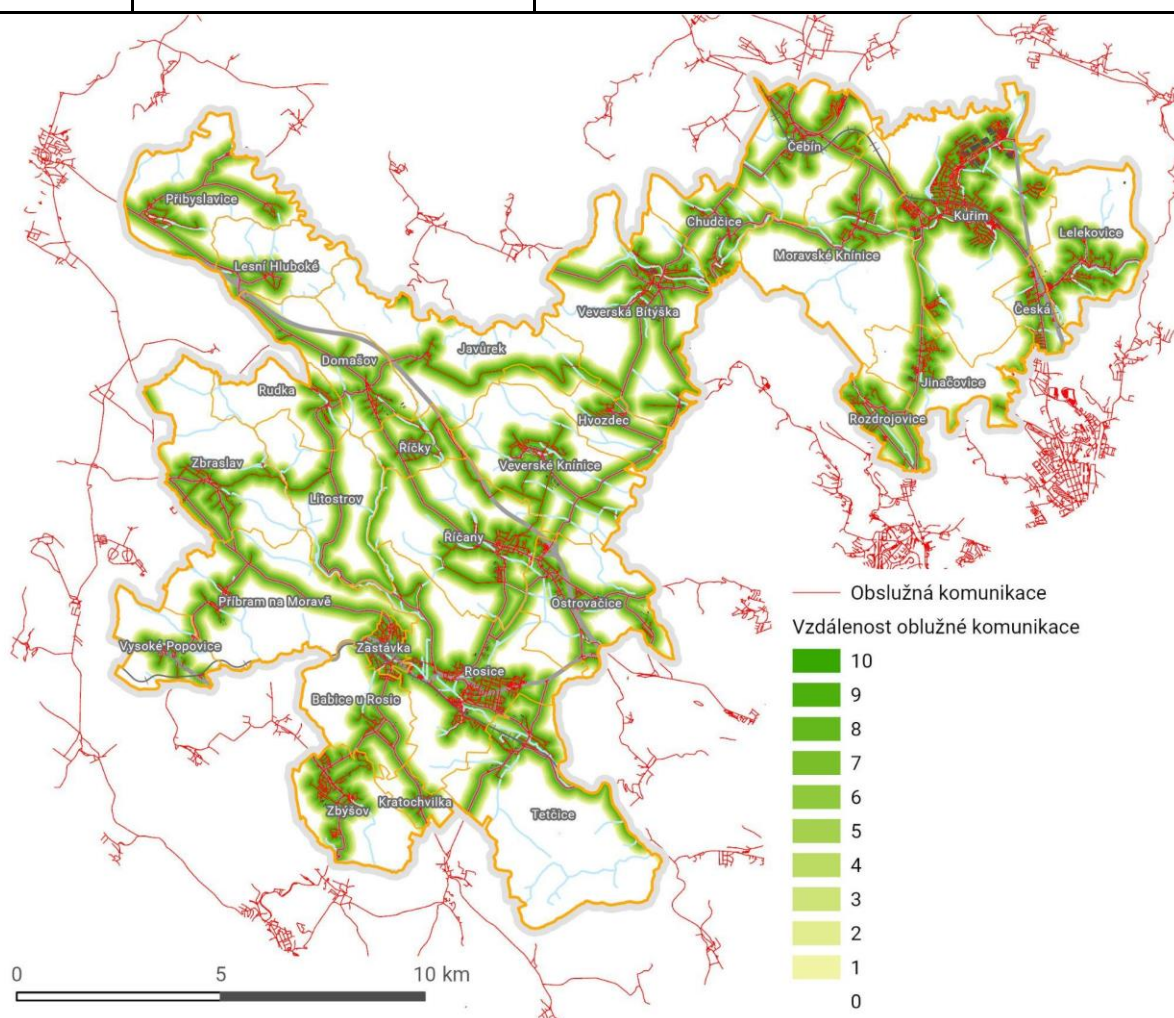 Čebín
Přibyslavice
Chudčice
Kuřim
Lelekovice
Lesní Hluboké
Moravské Knínice
Veverská Bítýška
Česká
Javůrek
Domašov
Rudka
Jinačovice
Hvozdec
Rozdrojovice
Říčky
Zbraslav
Veverské Knínice
Litostrov
Říčany
Příbram na Moravě
Ostrovačice
Vysoké Popovice
Zastávka
Rosice
Babice u Rosic
Zbýšov
Kratochvilka
Tetčice
Obslužná komunikace
Vzdálenost oblužné komunikace
10
9
8
7
6
5
4
3
2
1
0
0 5 10 km